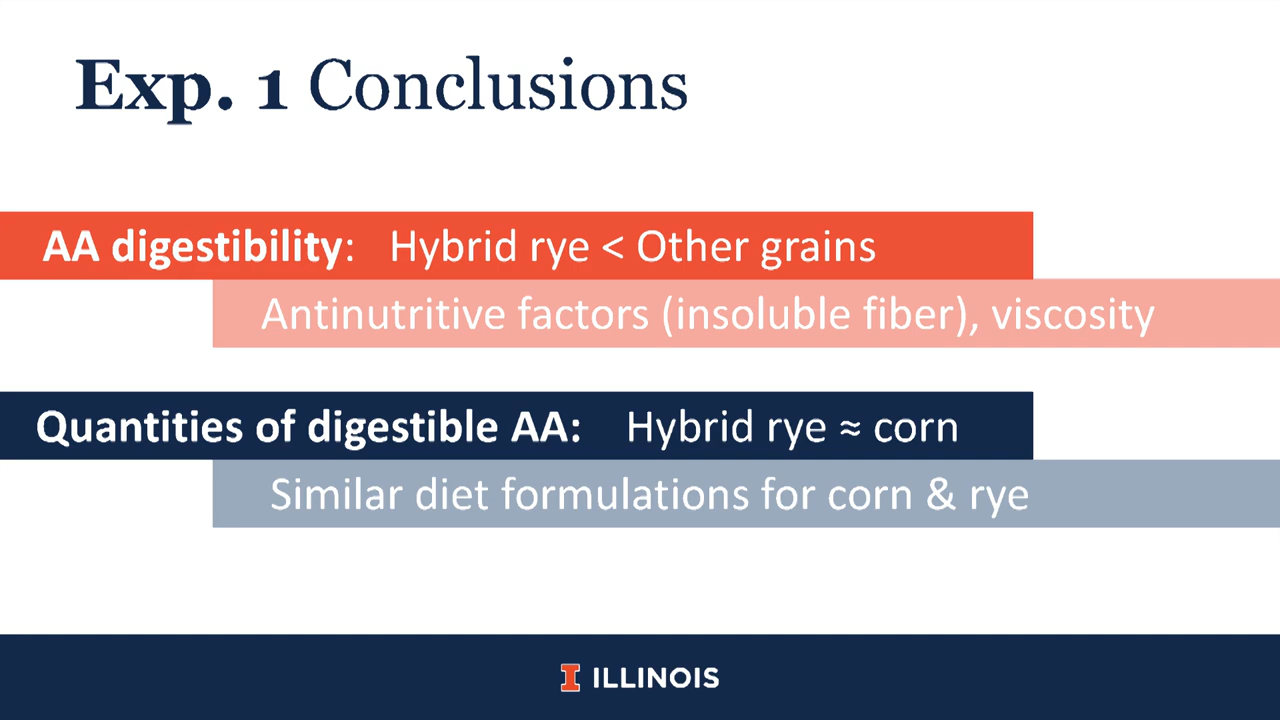 Exp. 1 Conclusions
AA digestibility: Hybrid rye < Other grains
Antinutritive factors (insoluble fiber), viscosity
Quantities of digestible AA: Hybrid rye ≈ corn
Similar diet formulations for corn & rye
I ILLINOIS